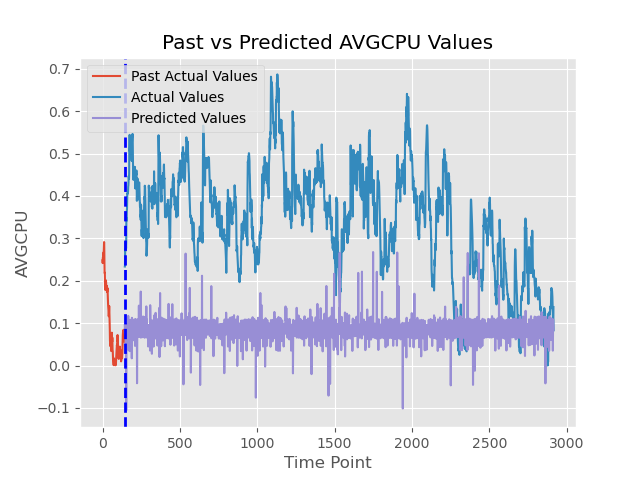 Past vs Predicted AVGCPU Values
Past Actual Values
Actual Values
Predicted Values
0.7
0.6
0.5
0.4
0.3
0.2
0.1
0.0
−0.1
AVGCPU
0 500 1000 1500 2000 2500 3000
Time Point